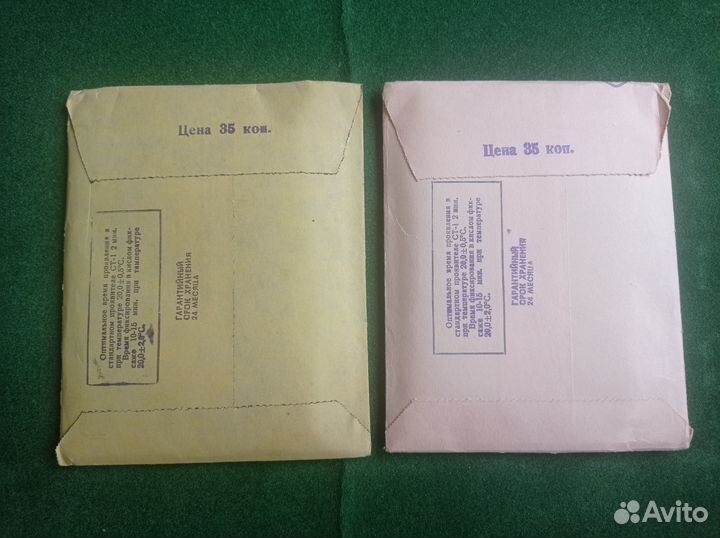 Цена 35 коп.
Оптимальное время проявления в
стандартном проявителе СТ-1 2 мин.
при температуре 20,0±0,5°С.
Время фиксирования в кислом фик-
саже 10-15 мин. при температуре
20,0±2,0°С.
ГАРАНТИЙНЫЙ
СРОК ХРАНЕНИЯ
24 МЕСЯЦА
Цена 35 коп.
Оптимальное время проявления в
стандартном проявителе СТ-1 2 мин.
при температуре 20,0±0,5°С.
Время фиксирования в кислом фик-
саже 10-15 мин. при температуре
20,0±2,0°С.
ГАРАНТИЙНЫЙ
СРОК ХРАНЕНИЯ
24 МЕСЯЦА
Avito